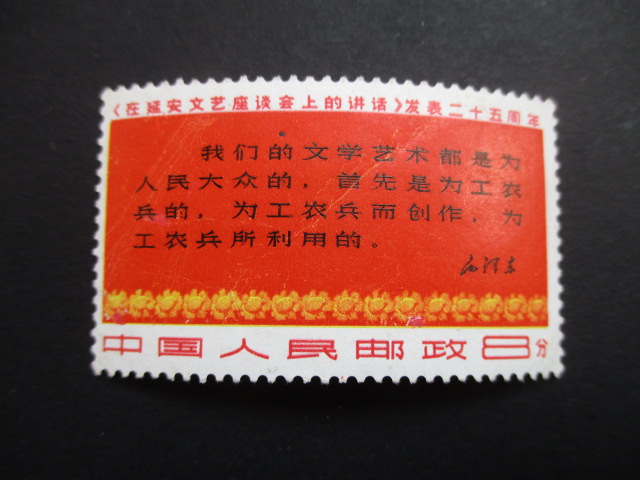 《在延安文艺座谈会上的讲话》发表二十五周年
我们的文学艺术都是为
人民大众的，首先是为工农
兵的，为工农兵而创作，为
工农兵所利用的。
毛泽东
中国人民邮政8分